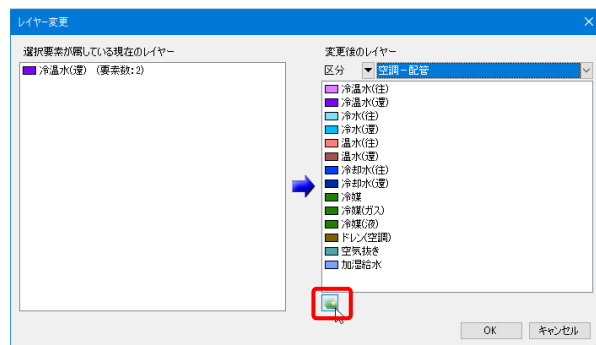 レイヤー変更
選択要素が属している現在のレイヤー
冷温水(還) (要素数:2)
変更後のレイヤー
区分 空調-配管
冷温水(往)
冷温水(還)
冷水(往)
冷水(還)
温水(往)
温水(還)
冷却水(往)
冷却水(還)
冷媒
冷媒(ガス)
冷媒(液)
ドレン(空調)
空気抜き
加湿給水
OK キャンセル